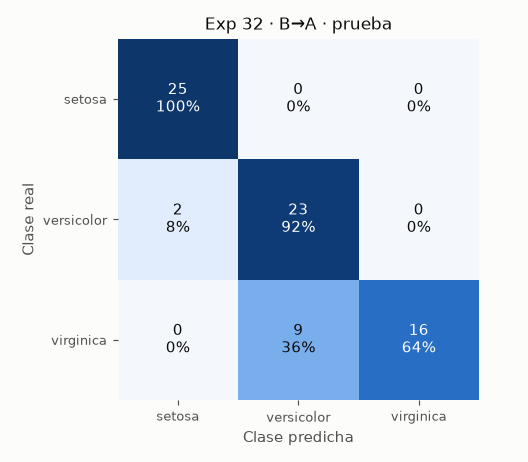 Exp 32 · B→A · prueba
Clase real
setosa
25
100%
0
0%
0
0%
versicolor
2
8%
23
92%
0
0%
virginica
0
0%
9
36%
16
64%
setosa
versicolor
virginica
Clase predicha